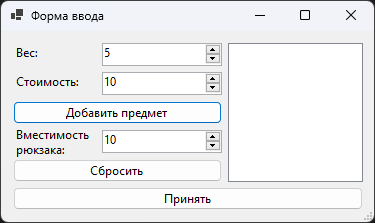 Форма ввода
Вес:
5
Стоимость:
10
Добавить предмет
Вместимость
рюкзака:
10
Сбросить
Принять